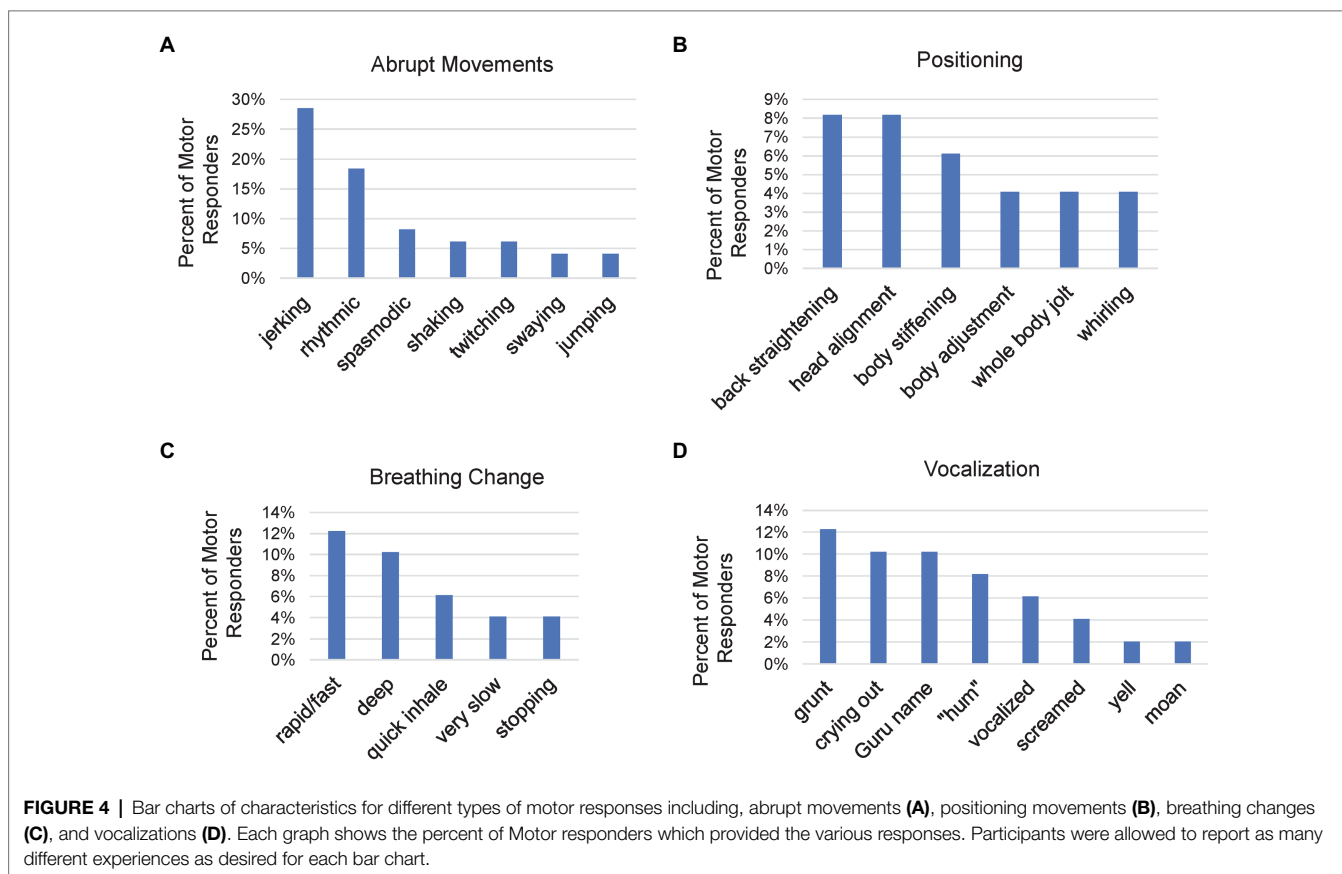 A
Abrupt Movements
Percent of Motor
Responders
30%
25%
20%
15%
10%
5%
0%
jerking
rhythmic
spasmodic
shaking
twitching
swaying
jumping
B
Positioning
Percent of Motor
Responders
9%
8%
7%
6%
5%
4%
3%
2%
1%
0%
back straightening
head alignment
body stiffening
body adjustment
whole body jolt
whirling
C
Breathing Change
Percent of Motor
Responders
14%
12%
10%
8%
6%
4%
2%
0%
rapid/fast
deep
quick inhale
very slow
stopping
D
Vocalization
Percent of Motor
Responders
14%
12%
10%
8%
6%
4%
2%
0%
grunt
crying out
Guru name
"hum"
vocalized
screamed
yell
moan
FIGURE 4 | Bar charts of characteristics for different types of motor responses including, abrupt movements (A), positioning movements (B), breathing changes
(C), and vocalizations (D). Each graph shows the percent of Motor responders which provided the various responses. Participants were allowed to report as many
different experiences as desired for each bar chart.